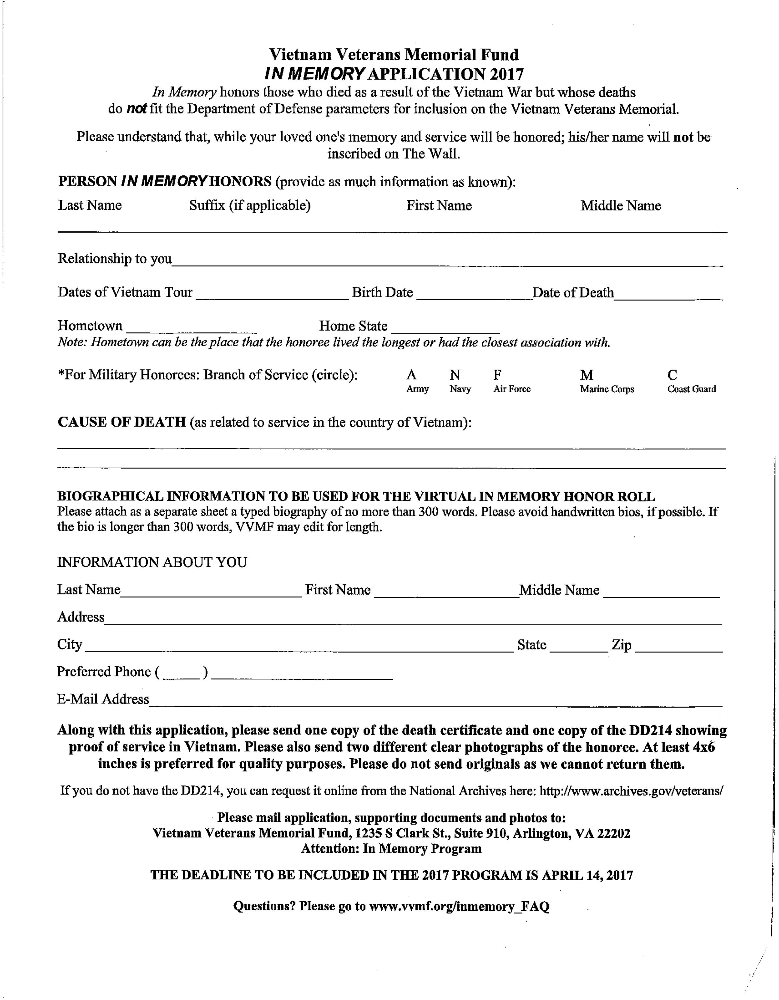 Vietnam Veterans Memorial Fund
IN MEMORY APPLICATION 2017
In Memory honors those who died as a result of the Vietnam War but whose deaths
do not fit the Department of Defense parameters for inclusion on the Vietnam Veterans Memorial.
Please understand that, while your loved one's memory and service will be honored; his/her name will not be
inscribed on The Wall.
PERSON IN MEMORY HONORS (provide as much information as known):
Last Name Suffix (if applicable) First Name Middle Name
Relationship to you
Dates of Vietnam Tour Birth Date Date of Death
Hometown Home State
Note: Hometown can be the place that the honoree lived the longest or had the closest association with.
*For Military Honorees: Branch of Service (circle): A N F M C
Army Navy Air Force Marine Corps Coast Guard
CAUSE OF DEATH (as related to service in the country of Vietnam):
BIOGRAPHICAL INFORMATION TO BE USED FOR THE VIRTUAL IN MEMORY HONOR ROLL
Please attach as a separate sheet a typed biography of no more than 300 words. Please avoid handwritten bios, if possible. If
the bio is longer than 300 words, VVMF may edit for length.
INFORMATION ABOUT YOU
Last Name First Name Middle Name
Address
City State Zip
Preferred Phone ( )
E-Mail Address
Along with this application, please send one copy of the death certificate and one copy of the DD214 showing
proof of service in Vietnam. Please also send two different clear photographs of the honoree. At least 4x6
inches is preferred for quality purposes. Please do not send originals as we cannot return them.
If you do not have the DD214, you can request it online from the National Archives here: http://www.archives.gov/veterans/
Please mail application, supporting documents and photos to:
Vietnam Veterans Memorial Fund, 1235 S Clark St., Suite 910, Arlington, VA 22202
Attention: In Memory Program
THE DEADLINE TO BE INCLUDED IN THE 2017 PROGRAM IS APRIL 14, 2017
Questions? Please go to www.vvmf.org/inmemory_FAQ